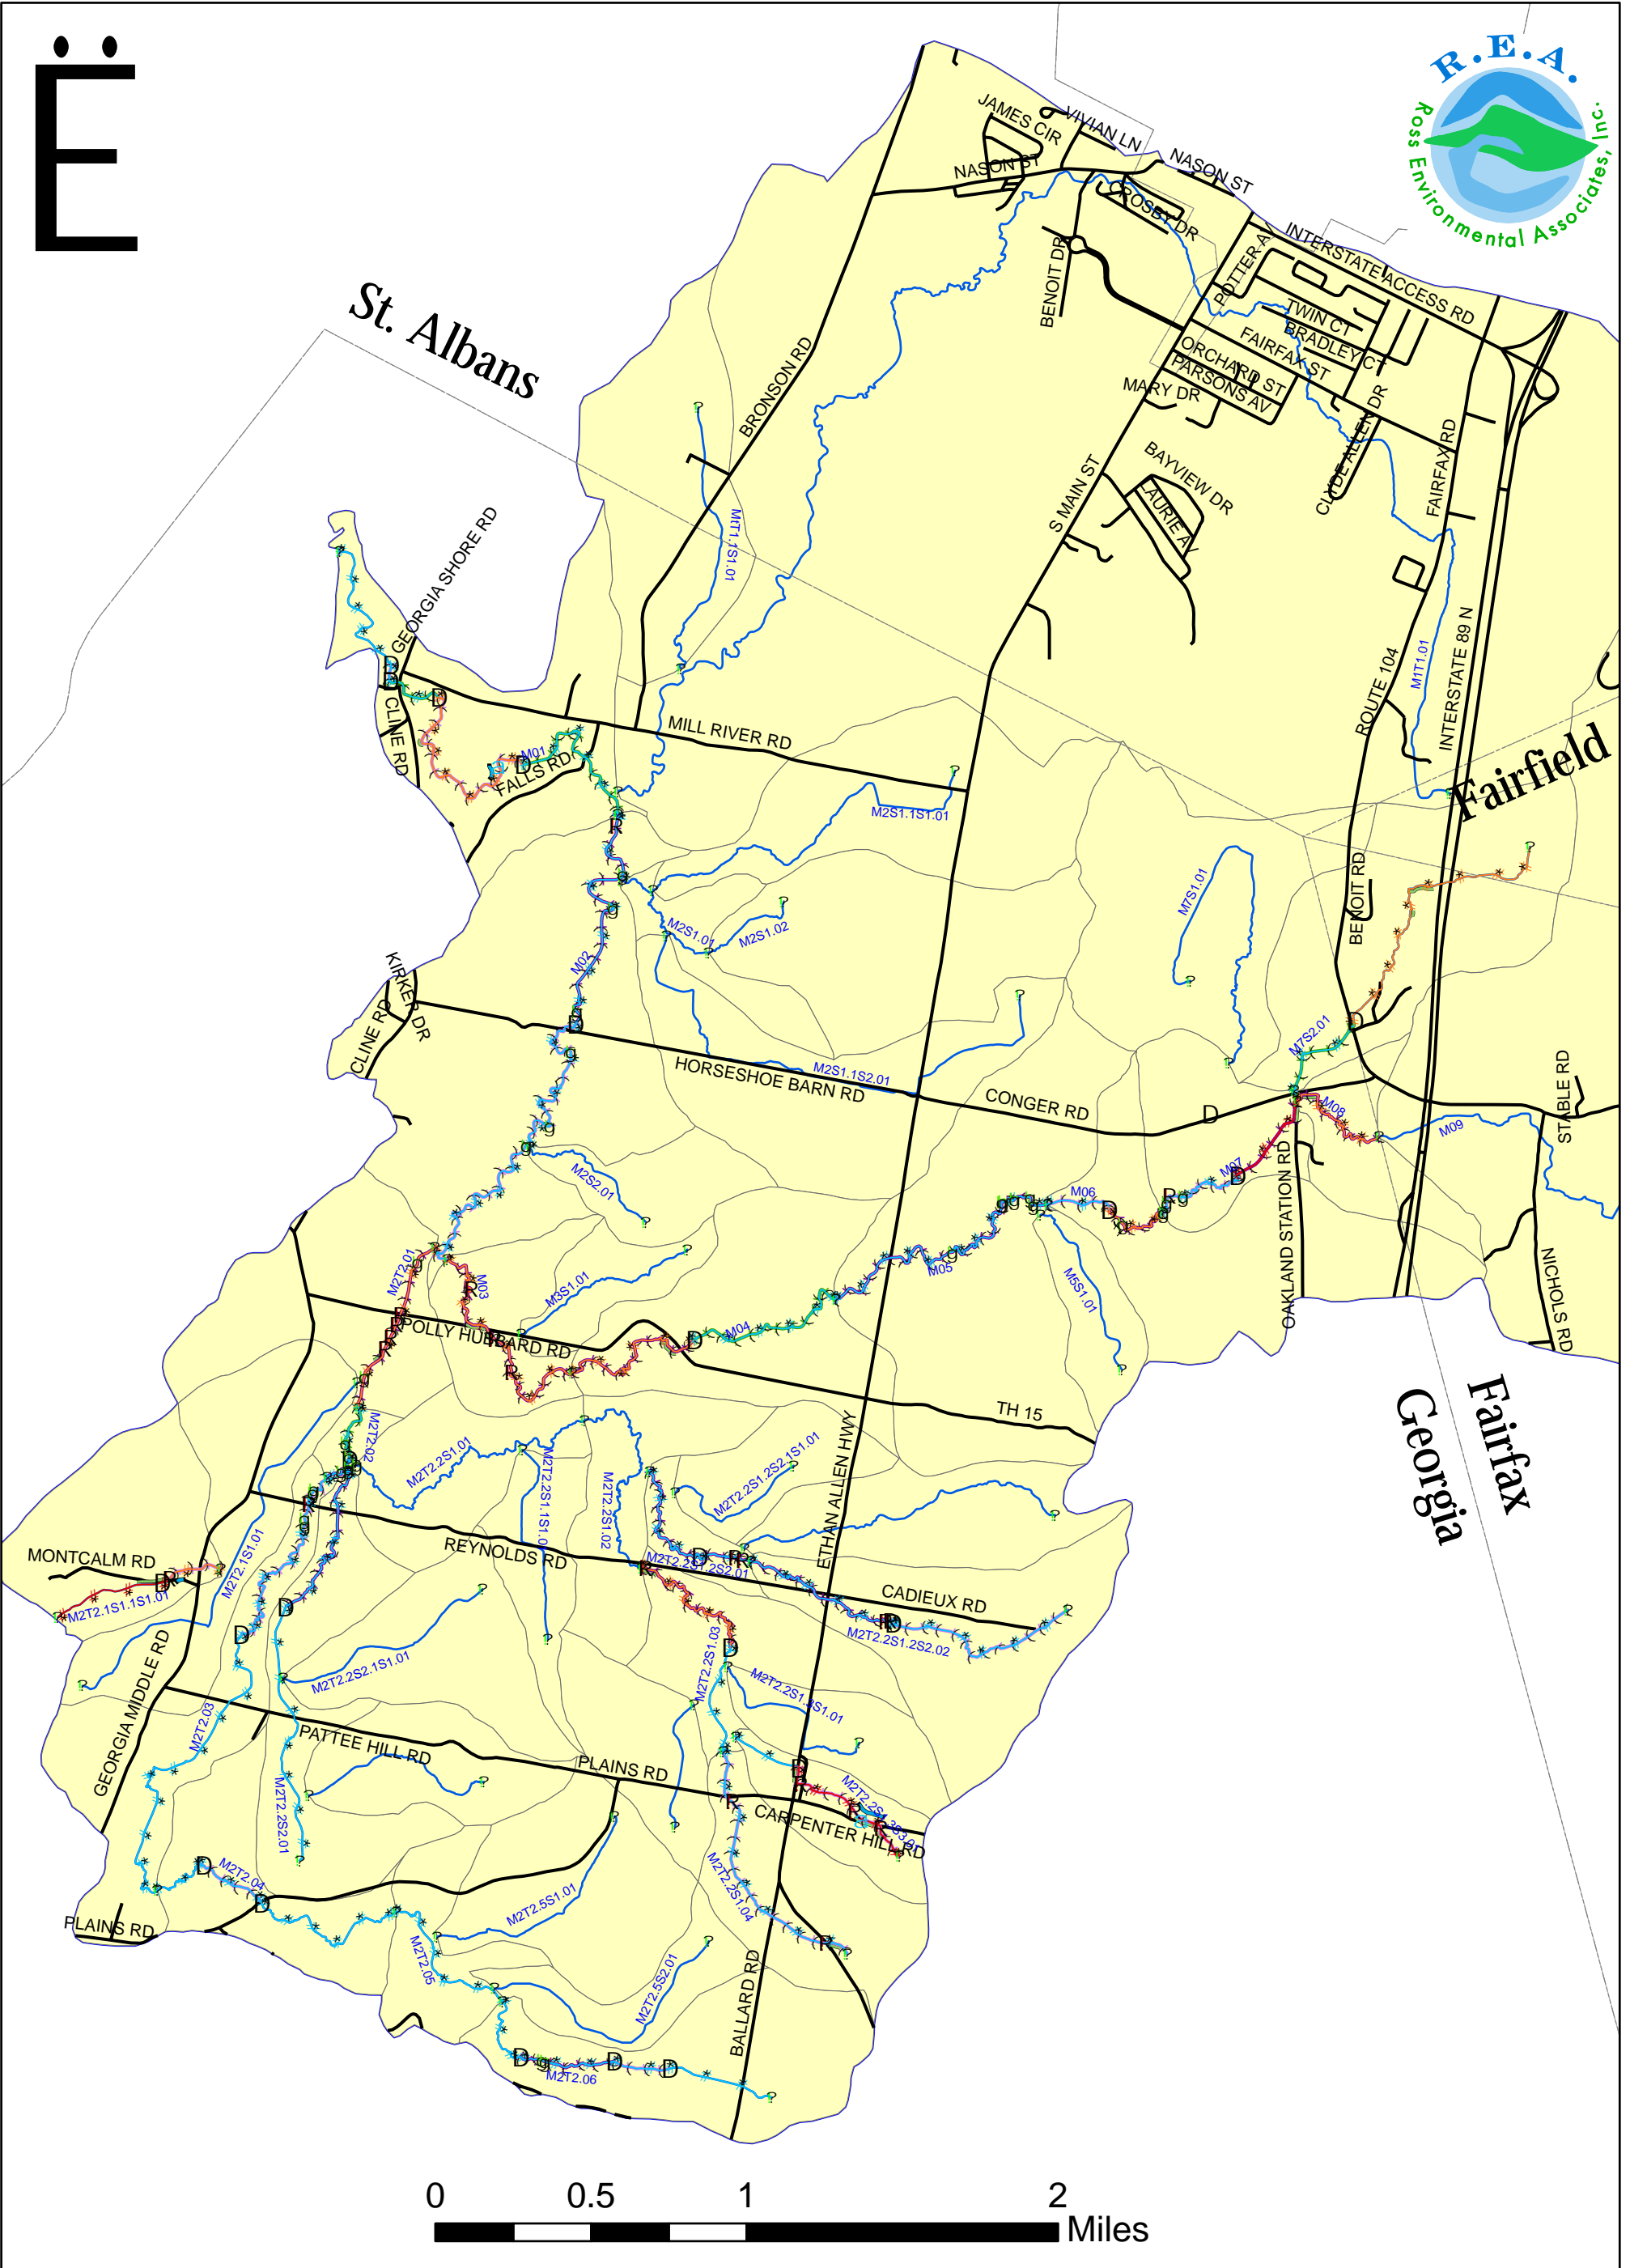 Ë
R.E.A.
Ross Environmental Associates, Inc.
JAMES CIR
VIVIAN LN
NASON ST
NASON ST
CROSBY DR
BENOIT DR
POTTER A
INTERSTATE ACCESS RD
TWIN CT
BRADLEY CT
FAIRFAX ST
ORCHARD ST
PARSONS AV
MARY DR
CLYDE ALLEN DR
FAIRFAX RD
St. Albans
BRONSON RD
BAYVIEW DR
LAURIE AV
S MAIN ST
MtT1.1S1.01
GEORGIA SHORE RD
INTERSTATE 89 N
M1T1.01
ROUTE 104
CLINE RD
M01
FALLS RD
MILL RIVER RD
Fairfield
M2S1.1S1.01
BENOIT RD
M7S1.01
M2S1.01
M2S1.02
M02
KIRKER DR
CLINE RD
M7S2.01
HORSESHOE BARN RD
M2S1.1S2.01
CONGER RD
M08
M09
STABLE RD
M2S2.01
M07
M06
OAKLAND STATION RD
M2T2.01
M03
M3S1.01
M05
M5S1.01
NICHOLS RD
POLLY HUBBARD RD
M04
Fairfax
Georgia
TH 15
M2T2.02
M2T2.2S1.01
M2T2.2S1.1S1.0
M2T2.2S1.02
M2T2.2S1.2S2.1S1.01
ETHAN ALLEN HWY
MONTCALM RD
M2T2.1S1.01
REYNOLDS RD
M2T2.2S1.2S2.01
CADIEUX RD
M2T2.1S1.1S1.01
M2T2.2S1.2S2.02
M2T2.2S1.03
M2T2.2S2.1S1.01
M2T2.2S1.3S1.01
GEORGIA MIDDLE RD
M2T2.03
PATTEE HILL RD
PLAINS RD
M2T2.2S2.01
CARPENTER HILL RD
M2T2.2S1.04
M2T2.04
M2T2.5S1.01
PLAINS RD
M2T2.05
M2T2.5S2.01
BALLARD RD
M2T2.06
0 0.5 1 2
Miles